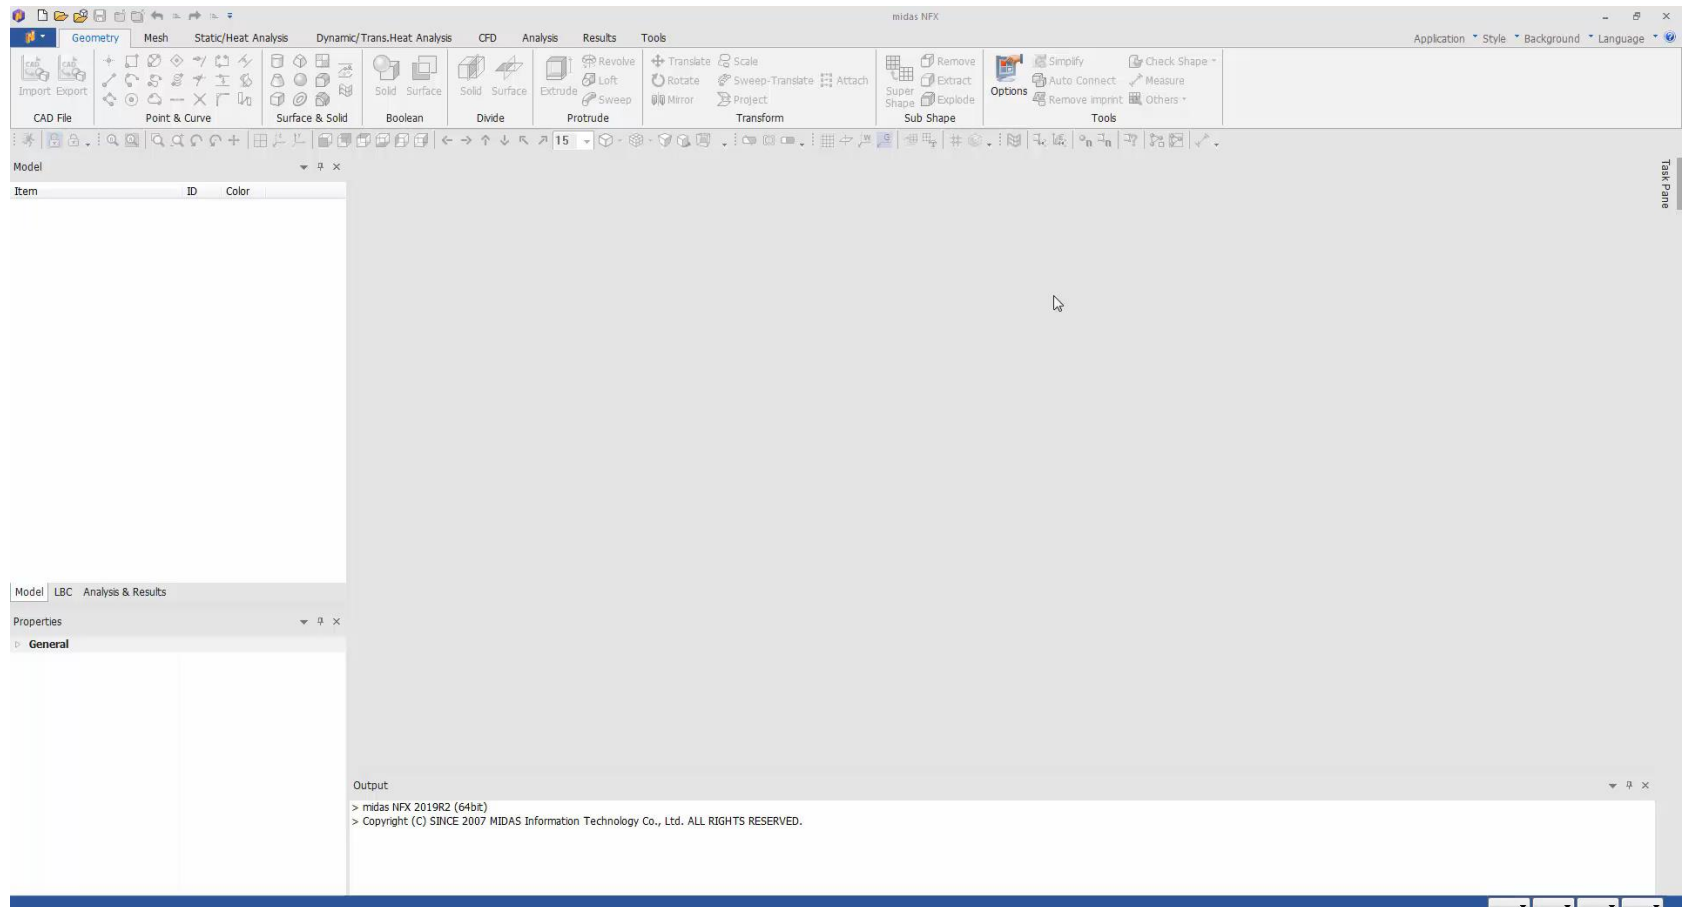 midas NFX
Geometry Mesh Static/Heat Analysis Dynamic/Trans.Heat Analysis CFD Analysis Results Tools Application Style Background Language
CAD CAD Revolve Translate Scale Remove Simplify Check Shape
Loft Rotate Sweep-Translate Attach Extract Auto Connect Measure
Import Export Solid Surface Solid Surface Extrude Super Options
Sweep Mirror Project Shape Explode Remove imprint Others
CAD File Point & Curve Surface & Solid Boolean Divide Protrude Transform Sub Shape Tools
15
Model
Task Pane
Item ID Color
Model LBC Analysis & Results
Properties
General
Output
> midas NFX 2019R2 (64bit)
> Copyright (C) SINCE 2007 MIDAS Information Technology Co., Ltd. ALL RIGHTS RESERVED.